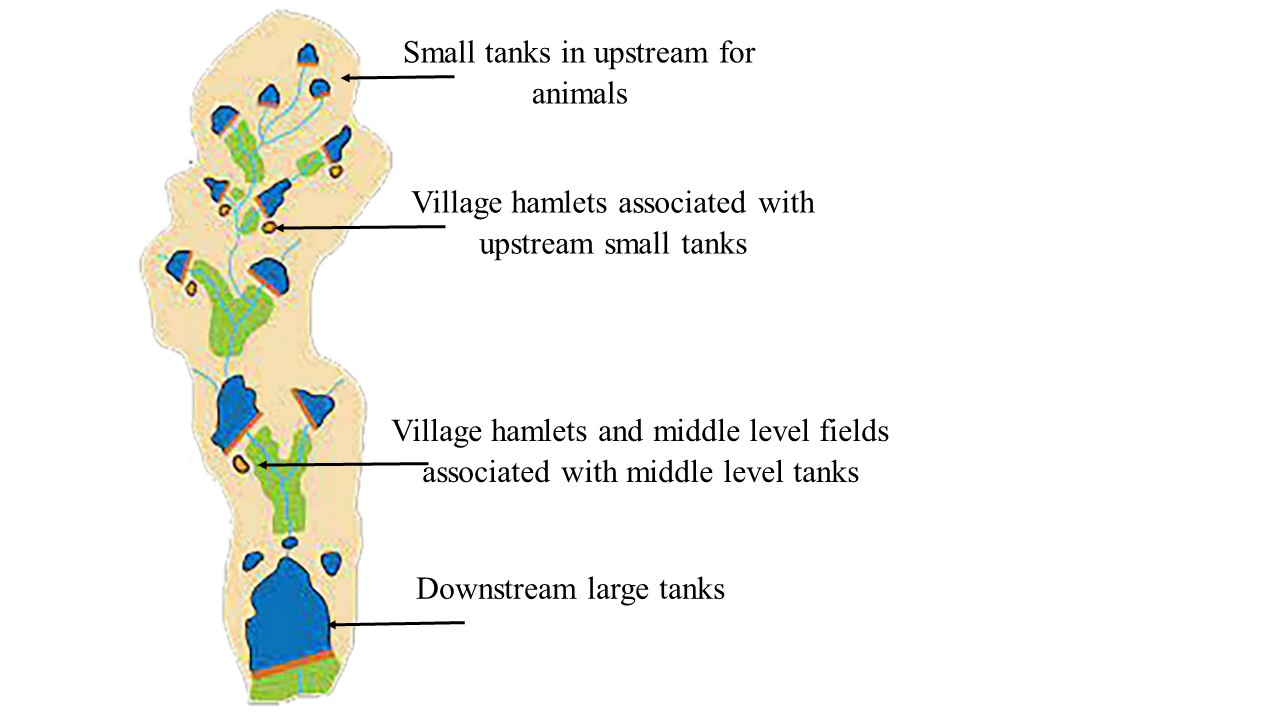 Small tanks in upstream for
animals
Village hamlets associated with
upstream small tanks
Village hamlets and middle level fields
associated with middle level tanks
Downstream large tanks